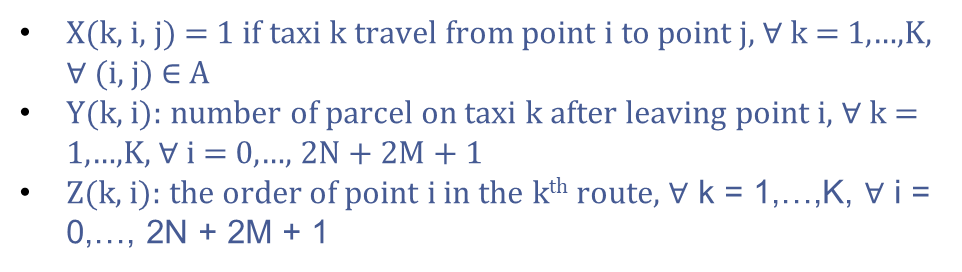 • X(k, i, j) = 1 if taxi k travel from point i to point j, ∀ k = 1,...,K,
∀ (i, j) ∈ A
• Y(k, i): number of parcel on taxi k after leaving point i, ∀ k =
1,...,K, ∀ i = 0,..., 2N + 2M + 1
• Z(k, i): the order of point i in the kᵗʰ route, ∀ k = 1,...,K, ∀ i =
0,..., 2N + 2M + 1